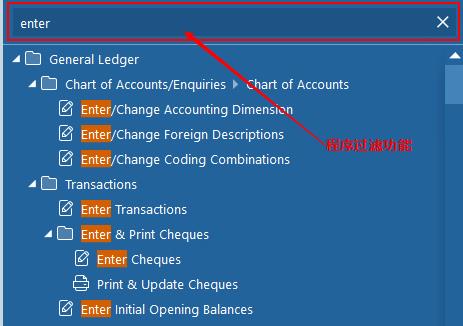 enter
General Ledger
Chart of Accounts/Enquiries Chart of Accounts
Enter/Change Accounting Dimension
Enter/Change Foreign Descriptions
程序过滤功能
Enter/Change Coding Combinations
Transactions
Enter Transactions
Enter & Print Cheques
Enter Cheques
Print & Update Cheques
Enter Initial Opening Balances